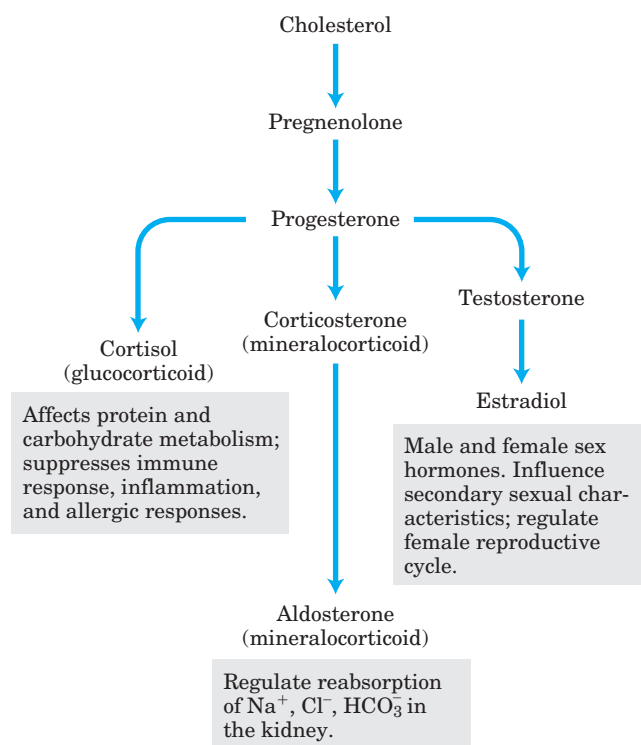 Cholesterol
Pregnenolone
Progesterone
Cortisol
(glucocorticoid)
Affects protein and
carbohydrate metabolism;
suppresses immune
response, inflammation,
and allergic responses.
Corticosterone
(mineralocorticoid)
Testosterone
Estradiol
Male and female sex
hormones. Influence
secondary sexual char-
acteristics; regulate
female reproductive
cycle.
Aldosterone
(mineralocorticoid)
Regulate reabsorption
of Na⁺, Cl⁻, HCO₃⁻ in
the kidney.